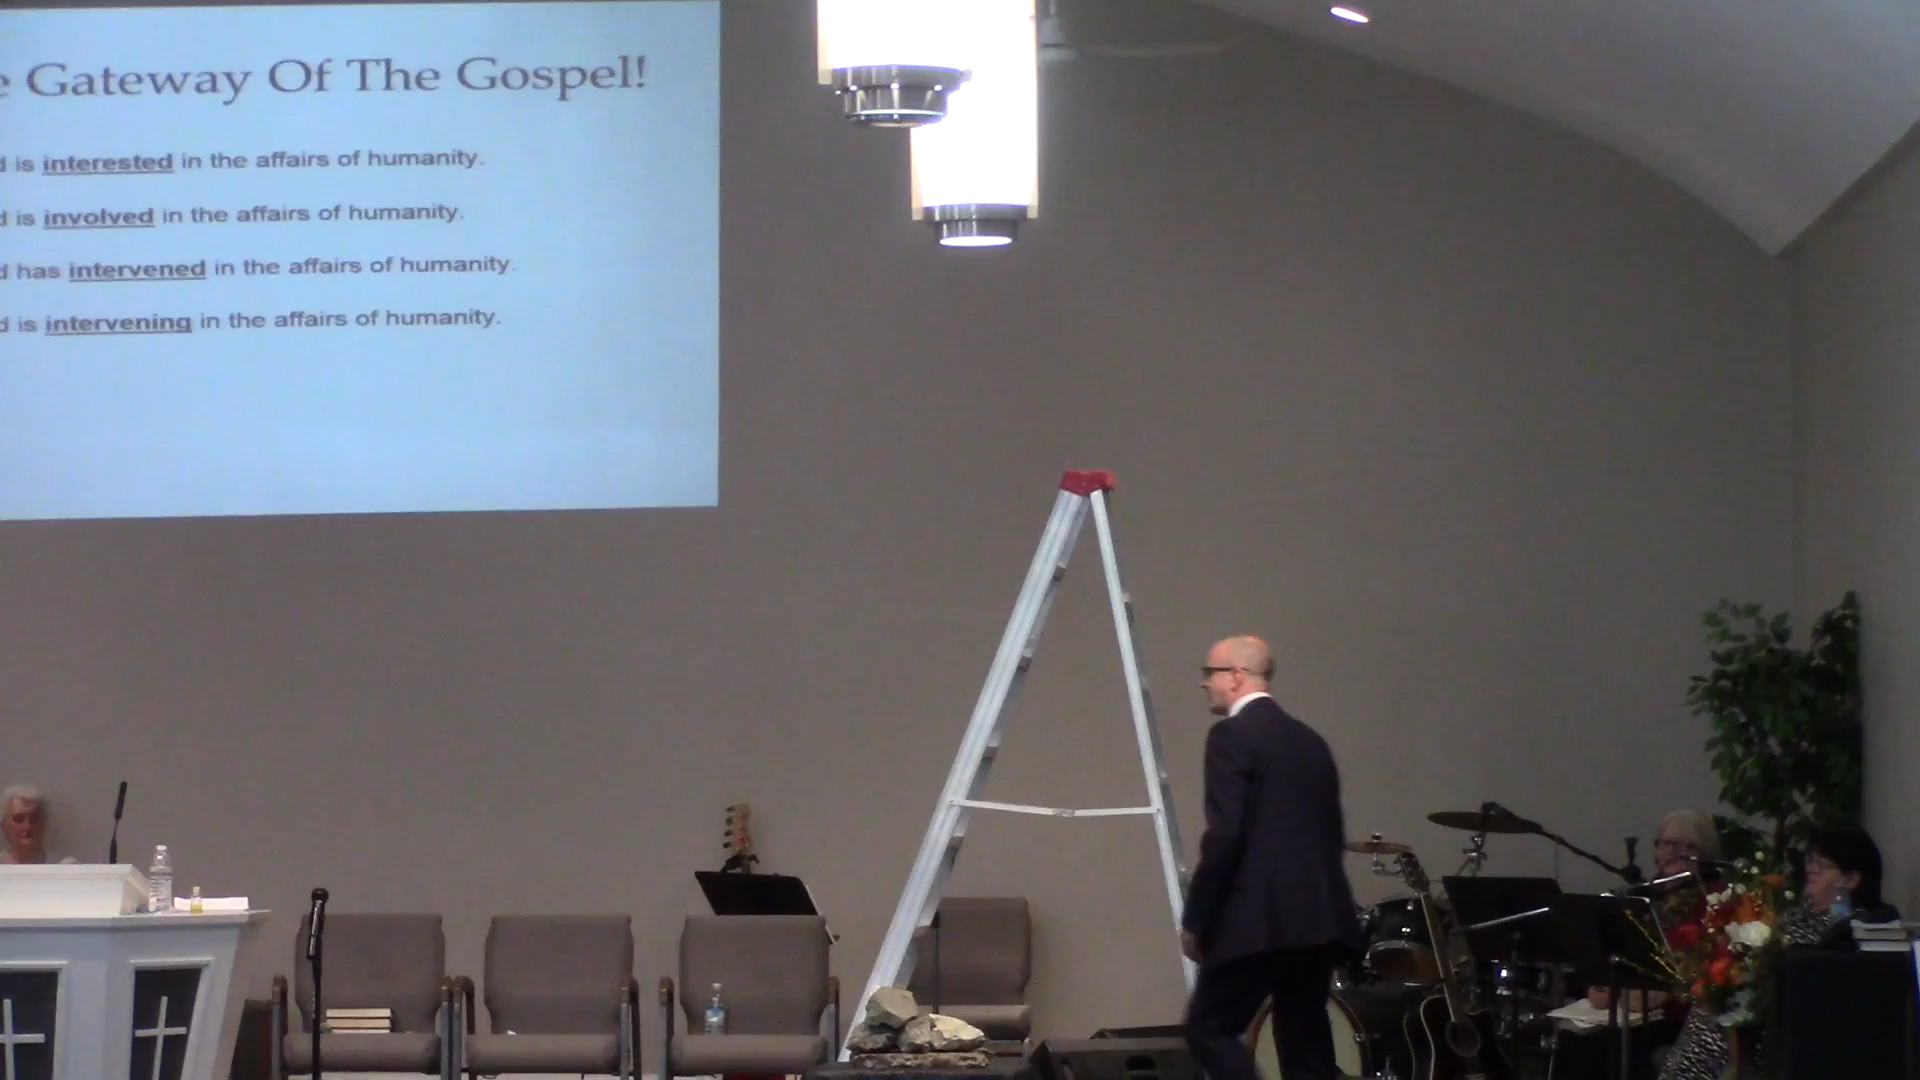 e Gateway Of The Gospel!
d is interested in the affairs of humanity.
d is involved in the affairs of humanity.
d has intervened in the affairs of humanity.
d is intervening in the affairs of humanity.